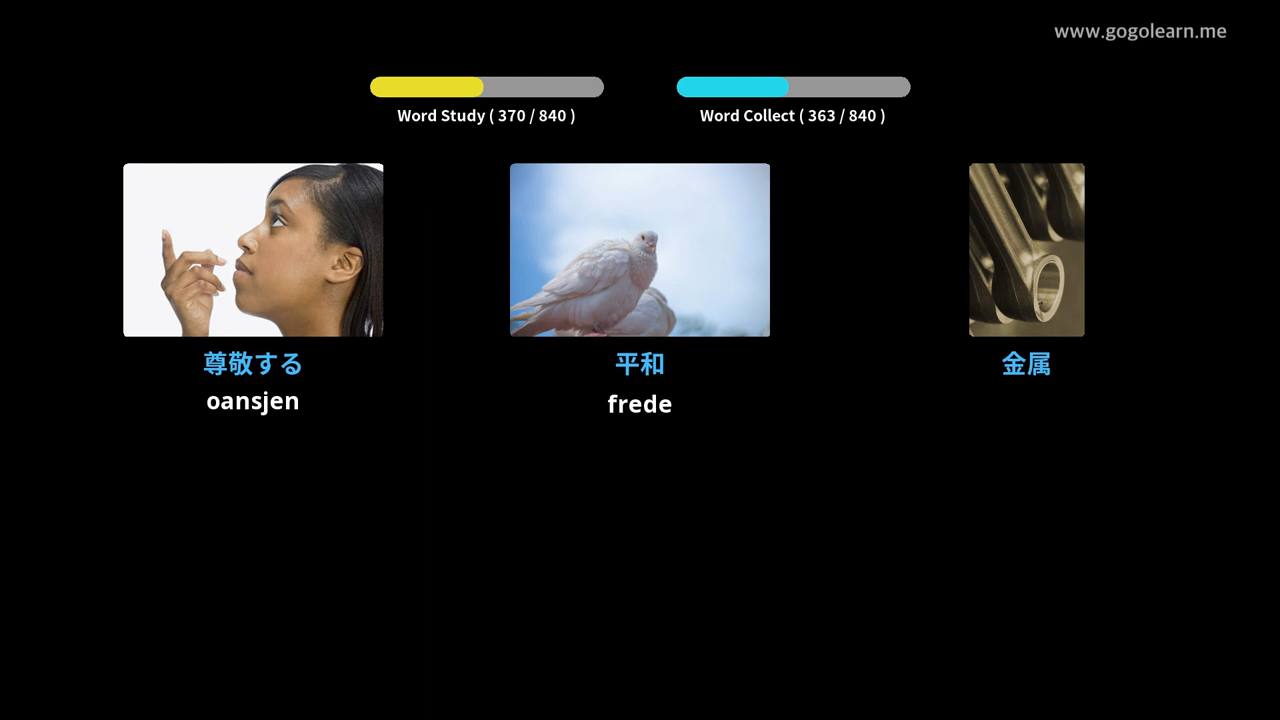 www.gogolearn.me
Word Study ( 370 / 840 )
Word Collect ( 363 / 840 )
尊敬する
平和
金属
oansjen
frede